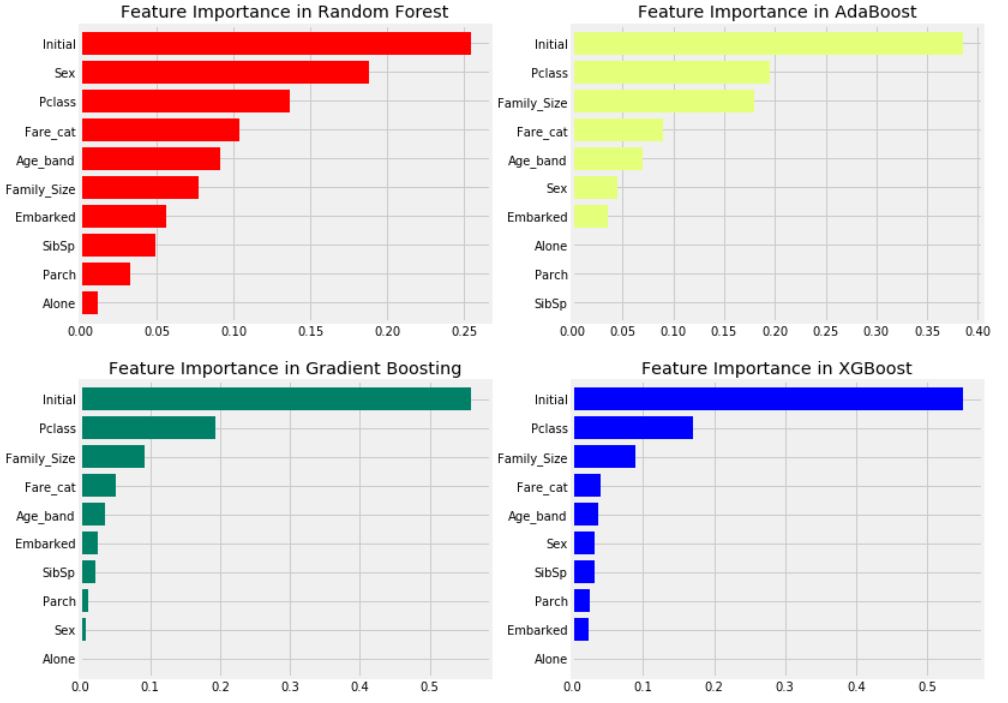 Feature Importance in Random Forest
Initial
Sex
Pclass
Fare_cat
Age_band
Family_Size
Embarked
SibSp
Parch
Alone
0.00 0.05 0.10 0.15 0.20 0.25
Feature Importance in AdaBoost
Initial
Pclass
Family_Size
Fare_cat
Age_band
Sex
Embarked
Alone
Parch
SibSp
0.00 0.05 0.10 0.15 0.20 0.25 0.30 0.35 0.40
Feature Importance in Gradient Boosting
Initial
Pclass
Family_Size
Fare_cat
Age_band
Embarked
SibSp
Parch
Sex
Alone
0.0 0.1 0.2 0.3 0.4 0.5
Feature Importance in XGBoost
Initial
Pclass
Family_Size
Fare_cat
Age_band
Sex
SibSp
Parch
Embarked
Alone
0.0 0.1 0.2 0.3 0.4 0.5